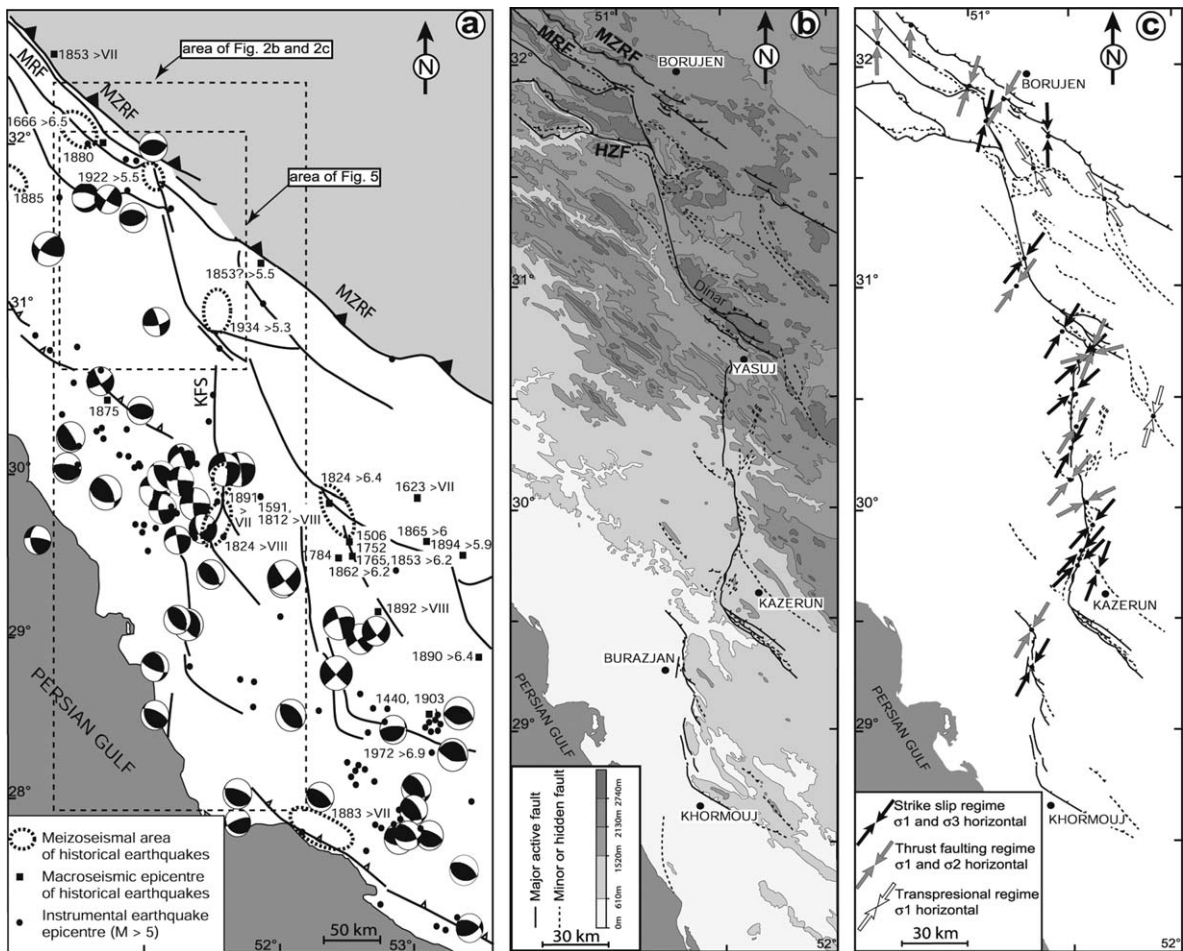 a
area of Fig. 2b and 2c
1853 >VII
MRF
MZRF
N
1666 >6.5
32°
1880
1922 >5.5
area of Fig. 5
1885
1853? >5.5
MZRF
31°
1934 >5.3
KFS
1875
30°
1824 >6.4
1623 >VII
1891
>
VII
1591,
1812 >VIII
1506
1752
1865 >6
1894 >5.9
1824 >VIII
1784
1765, 1853 >6.2
1862 >6.2
1892 >VIII
29°
1890 >6.4
PERSIAN GULF
1440, 1903
1972 >6.9
28°
1883 >VII
Meizoseismal area
of historical earthquakes
Macroseismic epicentre
of historical earthquakes
Instrumental earthquake
epicentre (M > 5)
50 km
52°
53°
b
51°
N
MRF
MZRF
BORUJEN
32°
HZF
31°
Dinar
YASUJ
30°
KAZERUN
BURAZJAN
PERSIAN GULF
29°
KHORMOUJ
Major active fault
Minor or hidden fault
2740m
2130m
1520m
610m
0m
30 km
52°
c
51°
N
BORUJEN
32°
31°
30°
KAZERUN
PERSIAN GULF
29°
KHORMOUJ
Strike slip regime
σ1 and σ3 horizontal
Thrust faulting regime
σ1 and σ2 horizontal
Transpresional regime
σ1 horizontal
30 km
52°